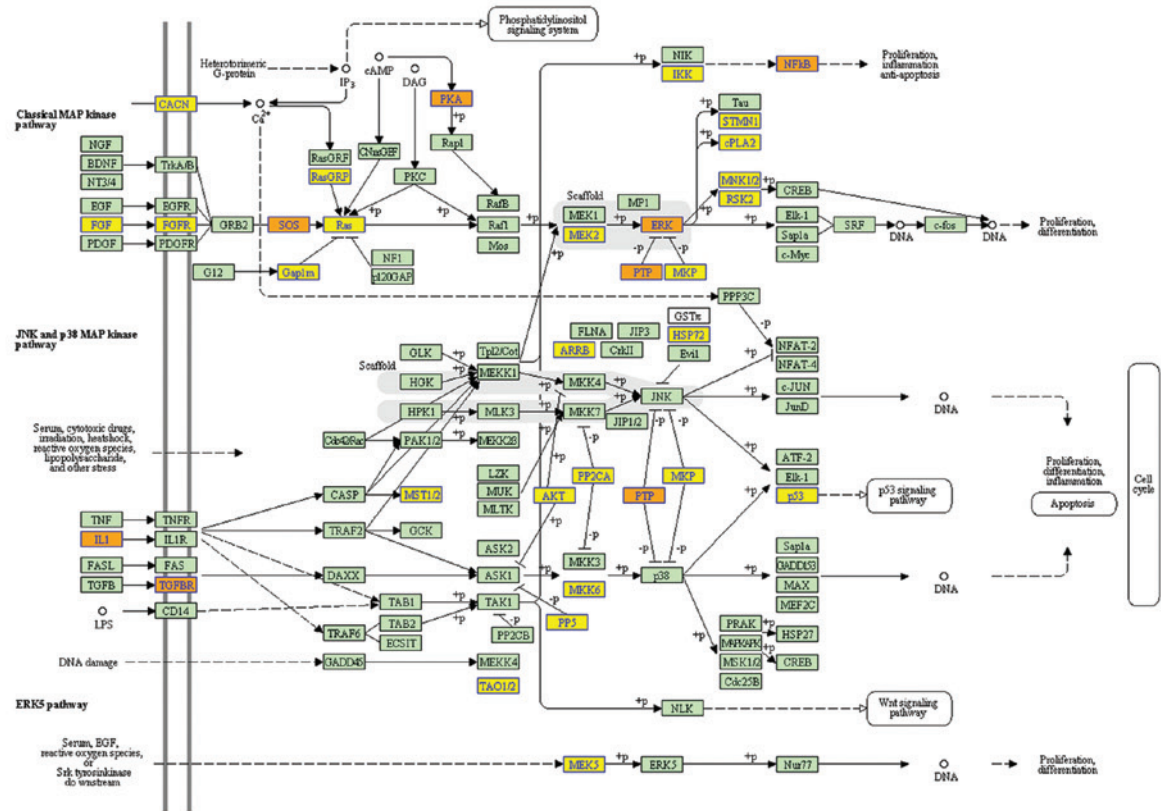 Phosphatidylinositol
signaling system
Heterotorimeric
G-protein
IP3
cAMP
DAG
+p
NIK
IKK
NFkB
Proliferation,
inflammation
anti-apoptosis
CACN
Ca2+
PKA
+p
Rap1
Classical MAP kinase
pathway
NGF
BDNF
NT3/4
TrkA/B
RasGRF
RasGRP
CNasGEF
PKC
RafB
Tau
STMN1
cPLA2
+p
+p
MNK1/2
RSK2
+p
CREB
EGF
EGFR
FGF
FGFR
PDGF
PDGFR
GRB2
SOS
Ras
+p
+p
Raf1
Mos
+p
Scaffold
MEK1
MEK2
MP1
+p
ERK
+p
+p
Elk-1
Sap1a
c-Myc
SRF
DNA
c-fos
DNA
Proliferation,
differentiation
G12
Gap1m
NF1
p120GAP
-p
-p
PTP
MKP
+p
PPP3C
-p
JNK and p38 MAP kinase
pathway
GLK
HGK
Scaffold
+p
+p
Tpl2/Cot
MEKK1
+p
FLNA
JIP3
ARRB
CrkII
GSTπ
HSP72
Evi1
MKK4
+p
JNK
NFAT-2
NFAT-4
+p
+p
c-JUN
JunD
DNA
HPK1
+p
MLK3
+p
MKK7
JIP1/2
-p
-p
-p
Serum, cytotoxic drugs,
irradiation, heatshock,
reactive oxygen species,
lipopolysaccharide,
and other stress
Cdc42/Rac
PAK1/2
+p
MEKK2/3
LZK
MUK
MLTK
CASP
MST1/2
AKT
PP2CA
PTP
MKP
+p
ATF-2
Elk-1
p53
p53 signaling
pathway
Proliferation,
differentiation,
inflammation
Apoptosis
Cell
cycle
TNF
TNFR
IL1
IL1R
TRAF2
GCK
ASK2
-p
-p
-p
FASL
FAS
TGFB
TGFBR
DAXX
ASK1
+p
MKK3
MKK6
+p
p38
+p
+p
Sap1a
GADD153
MAX
MEF2C
DNA
LPS
CD14
TAB1
TAB2
ECSIT
TRAF6
+p
TAK1
-p
-p
PP2CB
PP5
+p
PRAK
MAPKAPK
MSK1/2
Cdc25B
+p
+p
HSP27
CREB
DNA damage
GADD45
MEKK4
TAO1/2
ERK5 pathway
+p
NLK
Wnt signaling
pathway
Serum, EGF,
reactive oxygen species,
or
Srk tyrosinkinase
do wnstream
MEK5
+p
ERK5
+p
Nur77
DNA
Proliferation,
differentiation